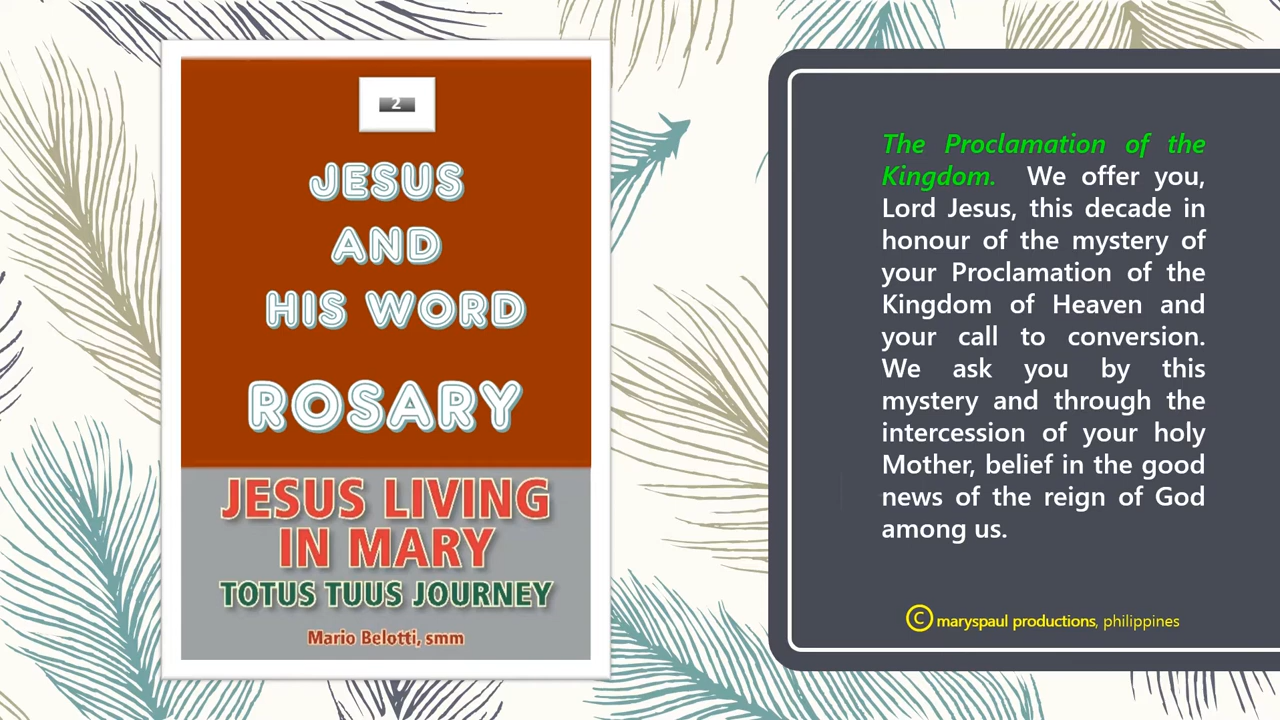 2
JESUS
AND
HIS WORD
ROSARY
JESUS LIVING
IN MARY
TOTUS TUUS JOURNEY
Mario Belotti, smm
The Proclamation of the
Kingdom. We offer you,
Lord Jesus, this decade in
honour of the mystery of
your Proclamation of the
Kingdom of Heaven and
your call to conversion.
We ask you by this
mystery and through the
intercession of your holy
Mother, belief in the good
news of the reign of God
among us.
© maryspaul productions, philippines